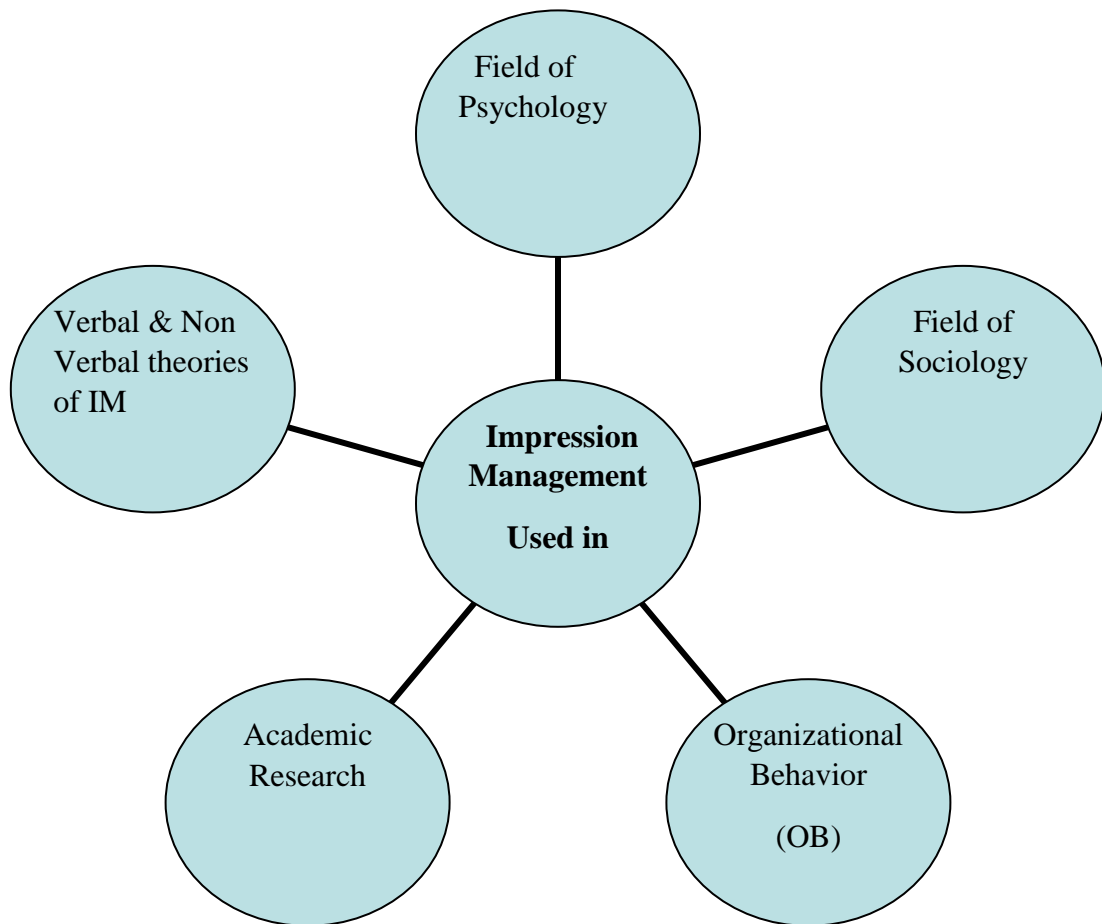 Field of
Psychology
Verbal & Non
Verbal theories
of IM
Field of
Sociology
Impression
Management
Used in
Academic
Research
Organizational
Behavior
(OB)